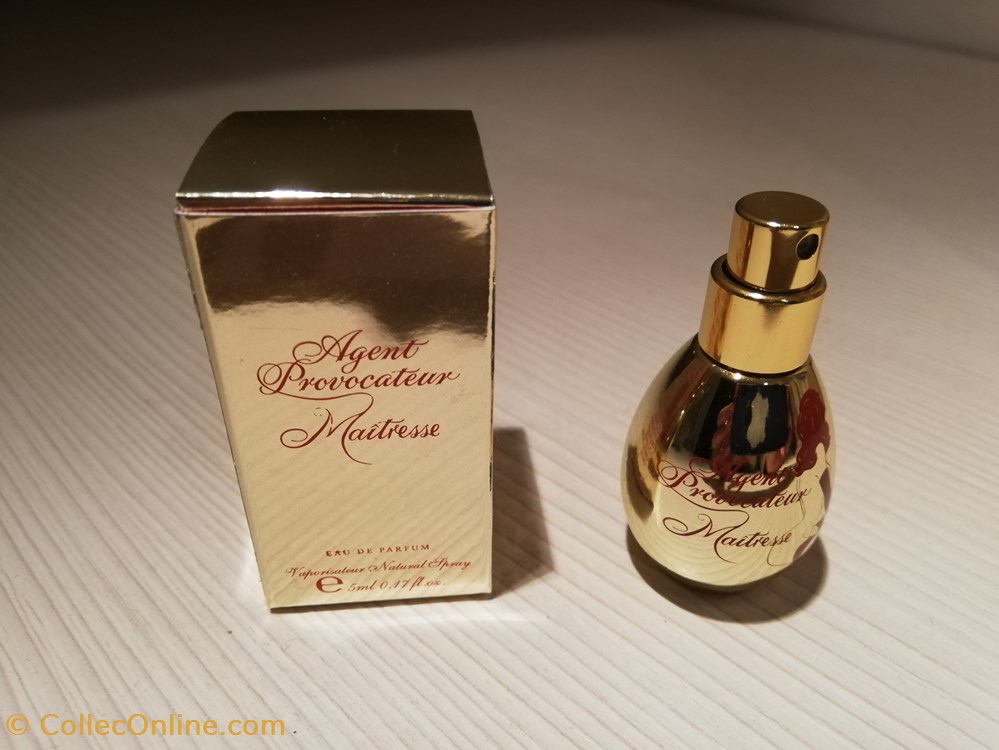 Agent
Provocateur
Maîtresse
EAU DE PARFUM
Vaporisateur Natural Spray
e 5ml 0.17 fl.oz.
Agent
Provocateur
Maîtresse
© CollecOnline.com